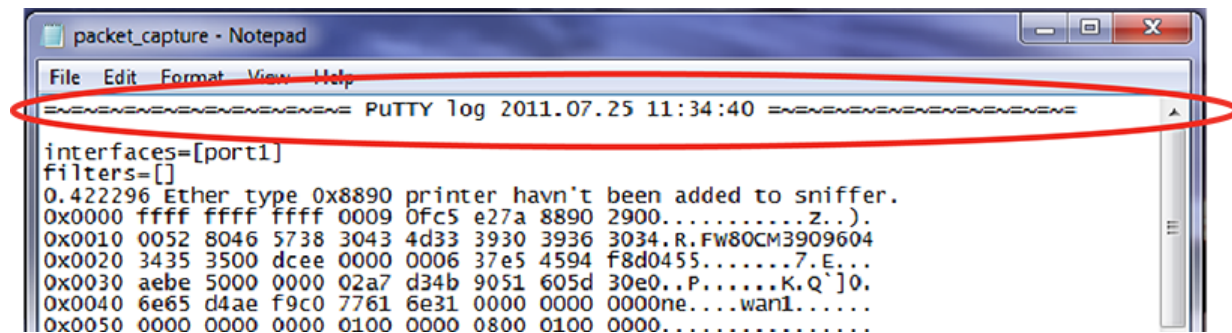 packet_capture - Notepad
File Edit Format View Help
=~=~=~=~=~=~=~=~=~=~=~= PuTTY log 2011.07.25 11:34:40 =~=~=~=~=~=~=~=~=~=~=~=
interfaces=[port1]
filters=[]
0.422296 Ether type 0x8890 printer havn't been added to sniffer.
0x0000 ffff ffff ffff 0009 0fc5 e27a 8890 2900...........z..).
0x0010 0052 8046 5738 3043 4d33 3930 3936 3034.R.FW80CM3909604
0x0020 3435 3500 dcee 0000 0006 37e5 4594 f8d0455.......7.E...
0x0030 aebe 5000 0000 02a7 d34b 9051 605d 30e0..P......K.Q`]0.
0x0040 6e65 d4ae f9c0 7761 6e31 0000 0000 0000ne....wan1......
0x0050 0000 0000 0000 0100 0000 0800 0100 0000................